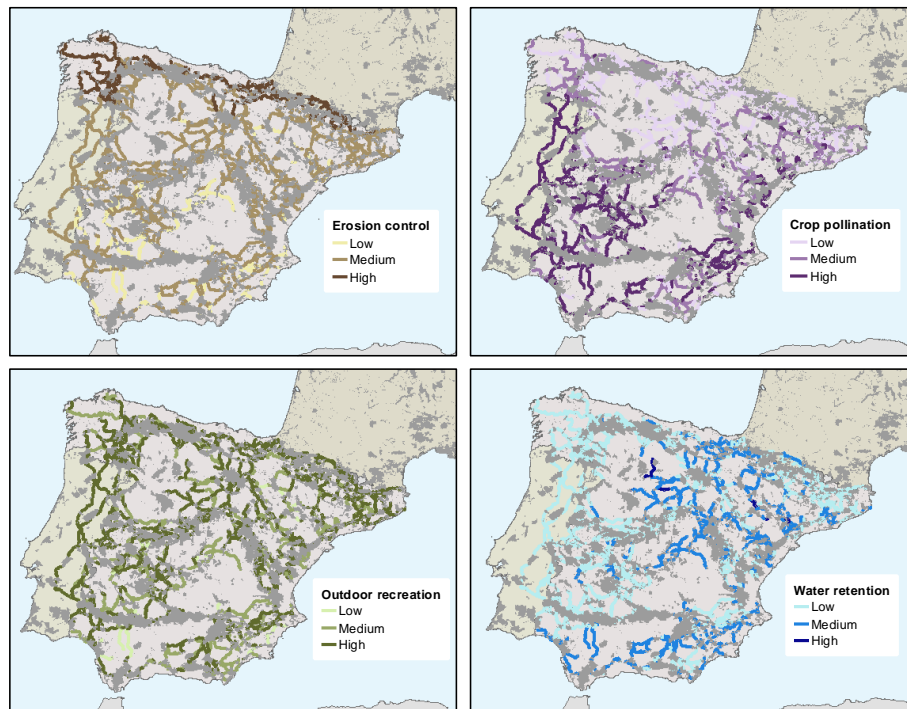 Erosion control
Low
Medium
High
Crop pollination
Low
Medium
High
Outdoor recreation
Low
Medium
High
Water retention
Low
Medium
High